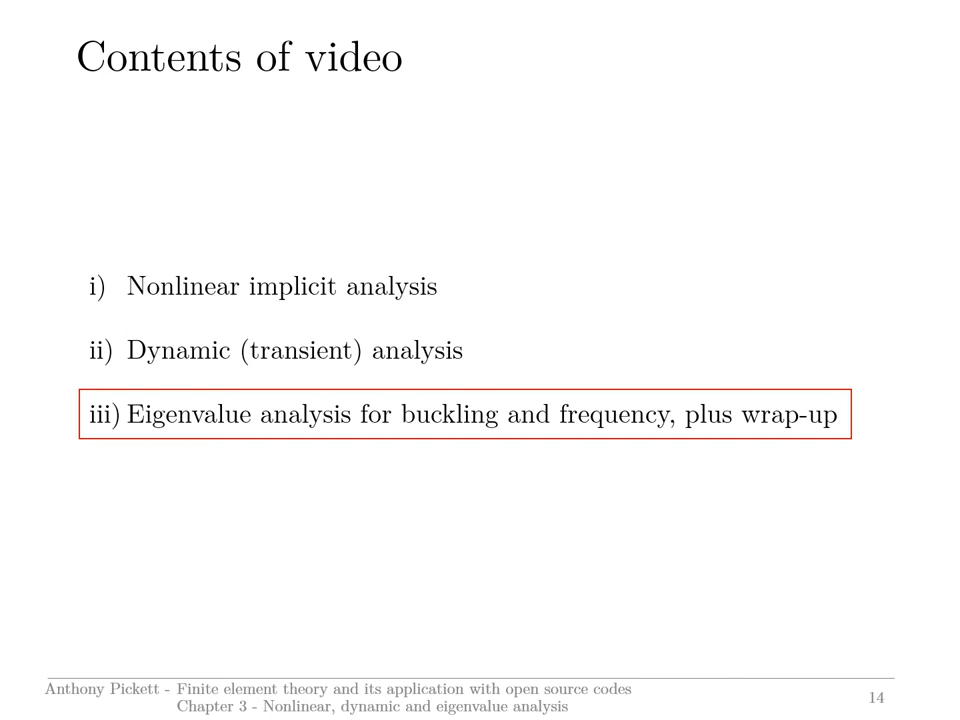 Contents of video
i) Nonlinear implicit analysis
ii) Dynamic (transient) analysis
iii) Eigenvalue analysis for buckling and frequency, plus wrap-up
Anthony Pickett - Finite element theory and its application with open source codes
Chapter 3 - Nonlinear, dynamic and eigenvalue analysis
14